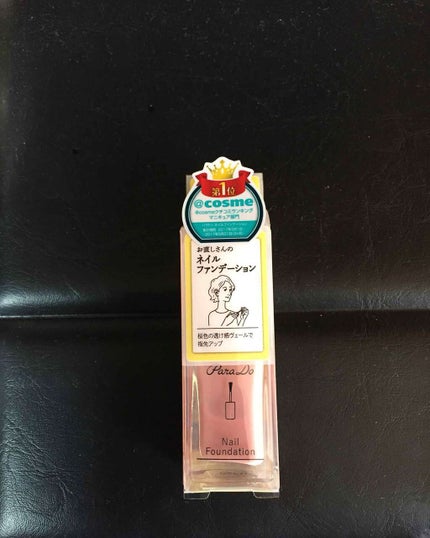 第1位
@cosme
@cosmeクチコミランキング
マニキュア部門
お直しさんの
ネイル
ファンデーション
桜色の透け感ヴェールで
指先アップ
ParaDo
Nail
Foundation